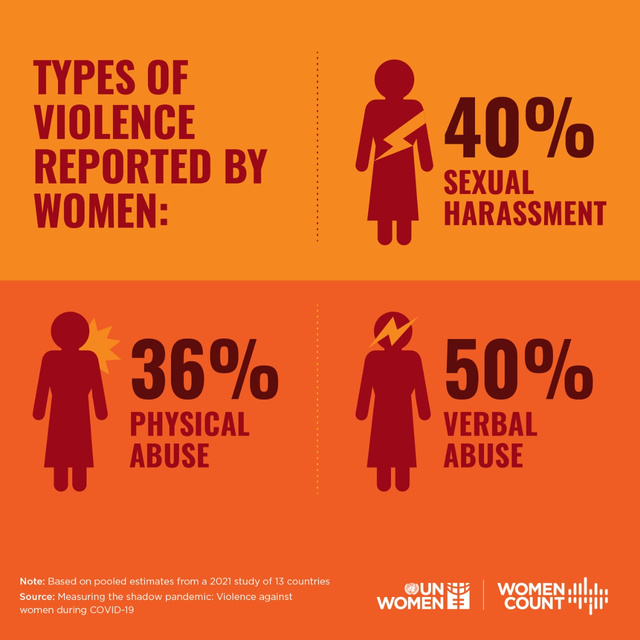 TYPES OF
VIOLENCE
REPORTED BY
WOMEN:
40%
SEXUAL
HARASSMENT
36%
PHYSICAL
ABUSE
50%
VERBAL
ABUSE
Note: Based on pooled estimates from a 2021 study of 13 countries
Source: Measuring the shadow pandemic: Violence against
women during COVID-19
UN
WOMEN
WOMEN
COUNT